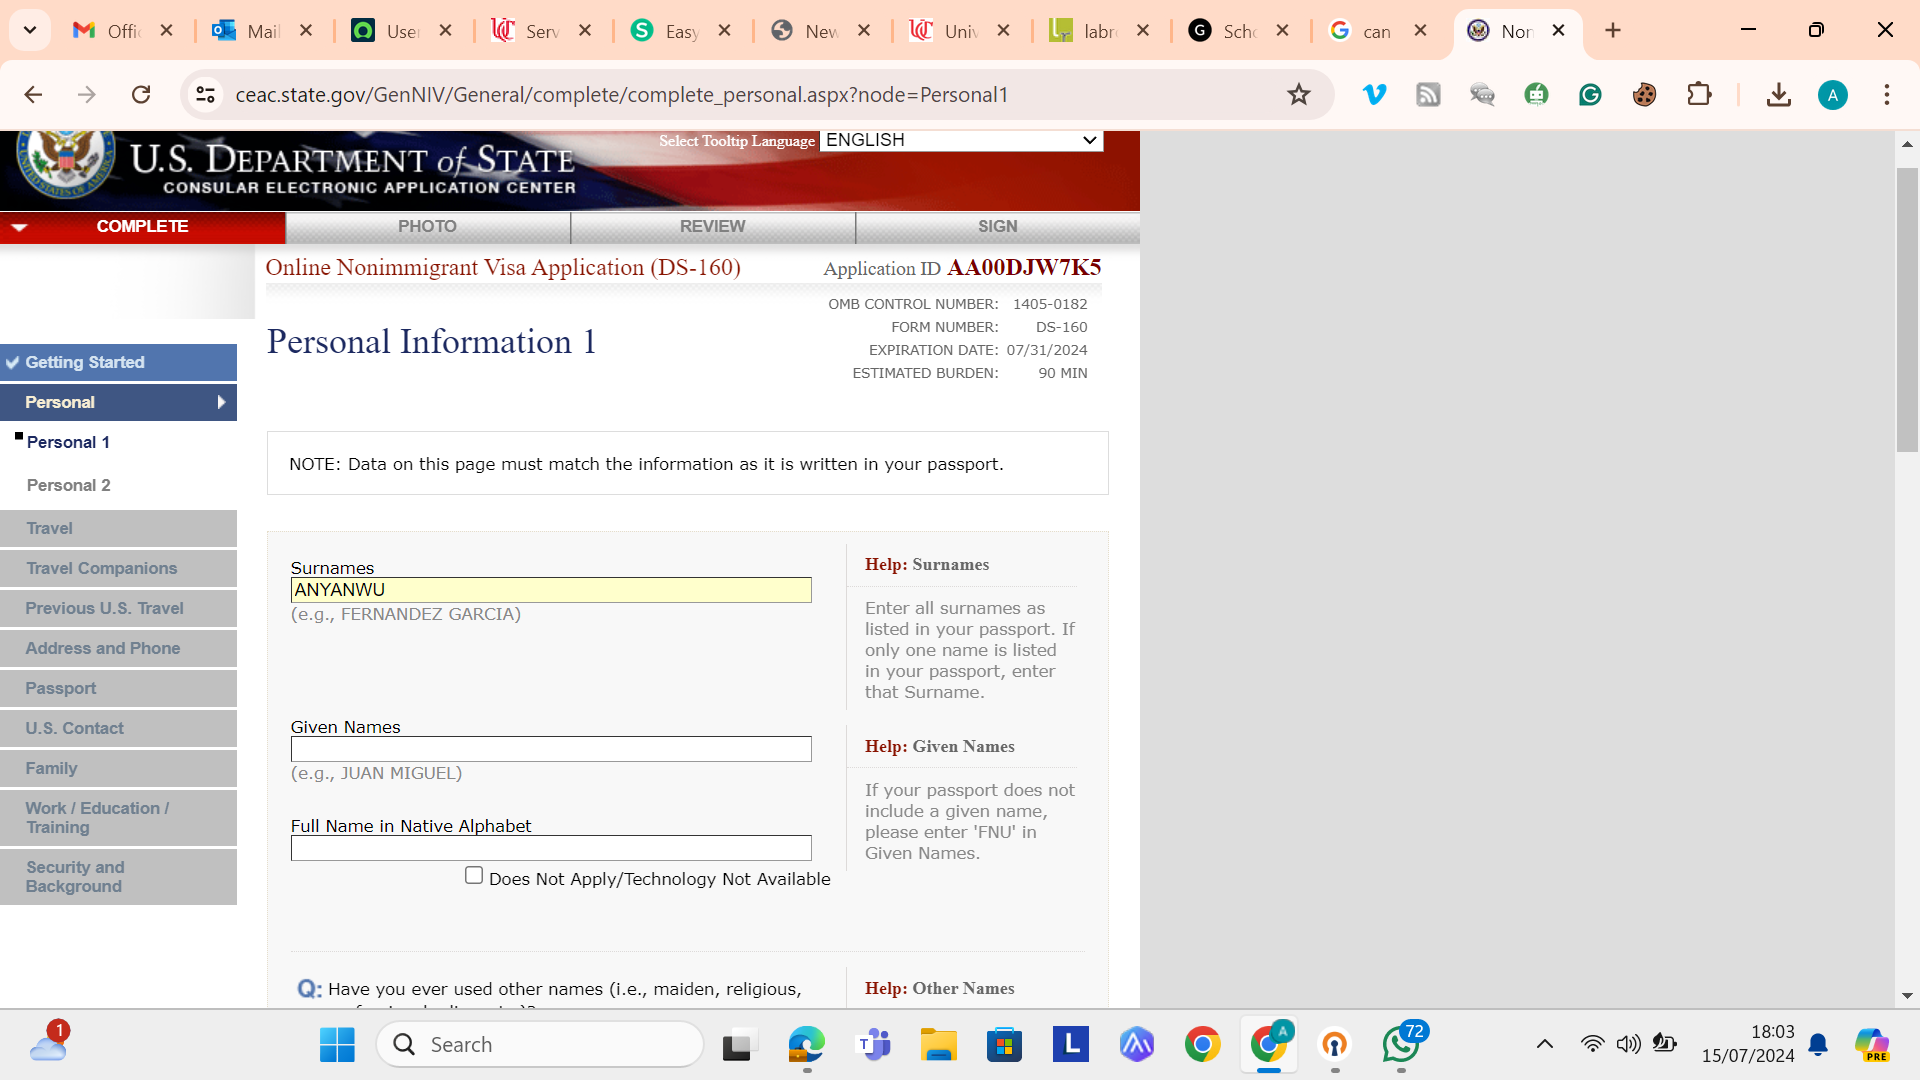 Offi
Mail
User
Serv
Easy
New
Univ
labr
Scho
can
Non
ceac.state.gov/GenNIV/General/complete/complete_personal.aspx?node=Personal1
A
U.S. DEPARTMENT of STATE
CONSULAR ELECTRONIC APPLICATION CENTER
Select Tooltip Language ENGLISH
COMPLETE PHOTO REVIEW SIGN
Online Nonimmigrant Visa Application (DS-160)
Application ID AA00DJW7K5
OMB CONTROL NUMBER: 1405-0182
FORM NUMBER: DS-160
EXPIRATION DATE: 07/31/2024
ESTIMATED BURDEN: 90 MIN
Personal Information 1
Getting Started
Personal
Personal 1
Personal 2
Travel
Travel Companions
Previous U.S. Travel
Address and Phone
Passport
U.S. Contact
Family
Work / Education /
Training
Security and
Background
NOTE: Data on this page must match the information as it is written in your passport.
Surnames
ANYANWU
(e.g., FERNANDEZ GARCIA)
Help: Surnames
Enter all surnames as
listed in your passport. If
only one name is listed
in your passport, enter
that Surname.
Given Names
(e.g., JUAN MIGUEL)
Help: Given Names
If your passport does not
include a given name,
please enter 'FNU' in
Given Names.
Full Name in Native Alphabet
Does Not Apply/Technology Not Available
Q: Have you ever used other names (i.e., maiden, religious,
Help: Other Names
1
Search
L
A
72
18:03
15/07/2024
PRE